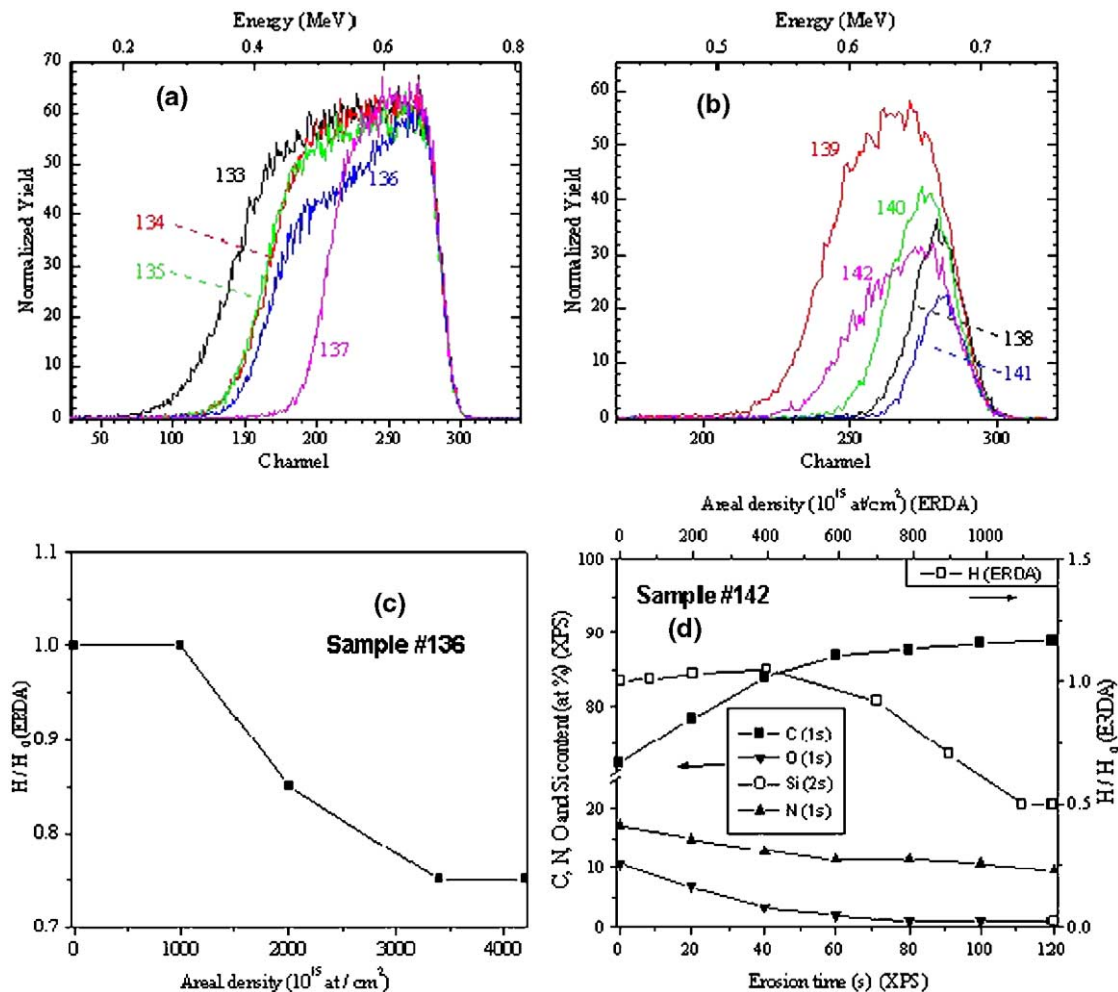 Energy (MeV)
0.2 0.4 0.6 0.8
70
60
50
40
30
20
10
0
Normalized Yield
(a)
133
134
135
136
137
50 100 150 200 250 300
Channel
Energy (MeV)
0.5 0.6 0.7
60
50
40
30
20
10
0
Normalized Yield
(b)
139
140
142
138
141
200 250 300
Channel
1.1
1.0
0.9
0.8
0.7
H / H0 (ERDA)
(c)
Sample #136
0 1000 2000 3000 4000
Areal density (10^15 at / cm^2)
Areal density (10^15 at/cm^2) (ERDA)
0 200 400 600 800 1000
100
90
80
20
10
0
C, N, O and Si content (at %) (XPS)
Sample #142
(d)
H (ERDA)
C (1s)
O (1s)
Si (2s)
N (1s)
1.5
1.0
0.5
0.0
H / H0 (ERDA)
0 20 40 60 80 100 120
Erosion time (s) (XPS)